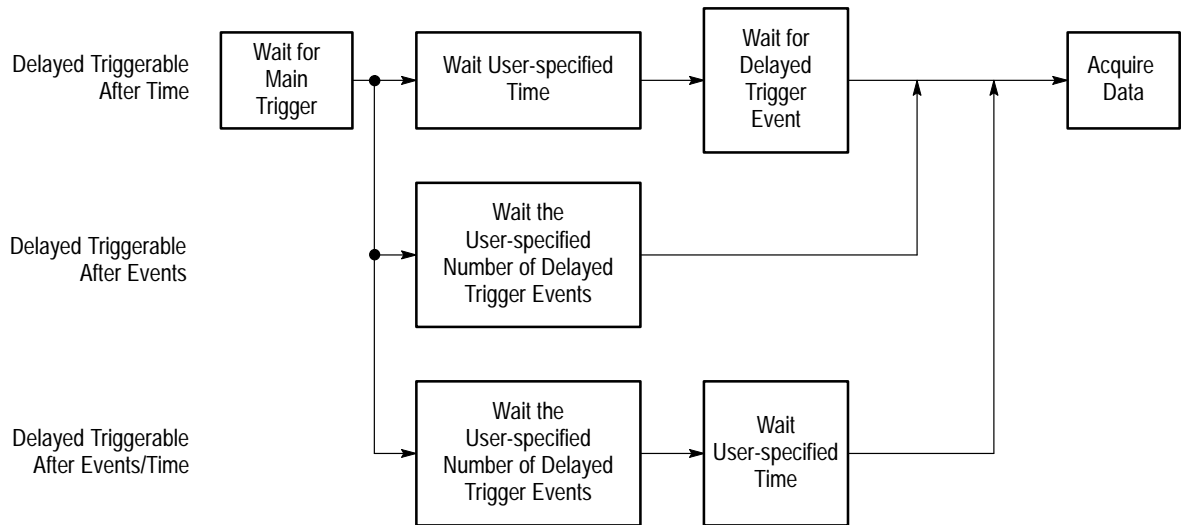 Delayed Triggerable
After Time
Wait for
Main
Trigger
Wait User-specified
Time
Wait for
Delayed
Trigger
Event
Acquire
Data
Delayed Triggerable
After Events
Wait the
User-specified
Number of Delayed
Trigger Events
Delayed Triggerable
After Events/Time
Wait the
User-specified
Number of Delayed
Trigger Events
Wait
User-specified
Time